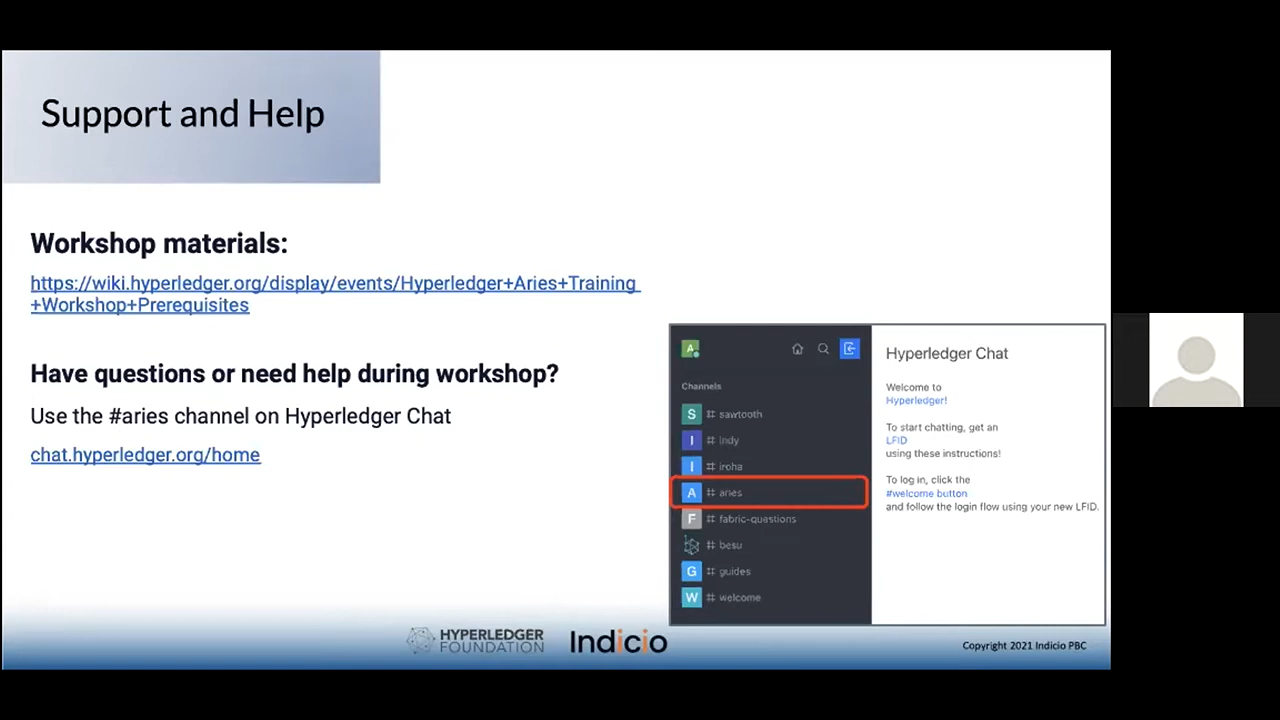 Support and Help
Workshop materials:
https://wiki.hyperledger.org/display/events/Hyperledger+Aries+Training
+Workshop+Prerequisites
Have questions or need help during workshop?
Use the #aries channel on Hyperledger Chat
chat.hyperledger.org/home
A
Channels
S # sawtooth
I # indy
I # iroha
A # aries
F # fabric-questions
# besu
G # guides
W # welcome
Hyperledger Chat
Welcome to
Hyperledger!
To start chatting, get an
LFID
using these instructions!
To log in, click the
#welcome button
and follow the login flow using your new LFID.
HYPERLEDGER
FOUNDATION
Indicio
Copyright 2021 Indicio PBC